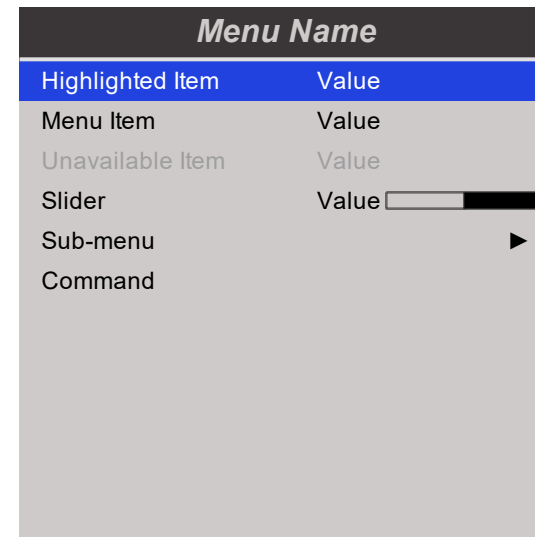 Menu Name
Highlighted Item Value
Menu Item Value
Unavailable Item Value
Slider Value
Sub-menu ►
Command